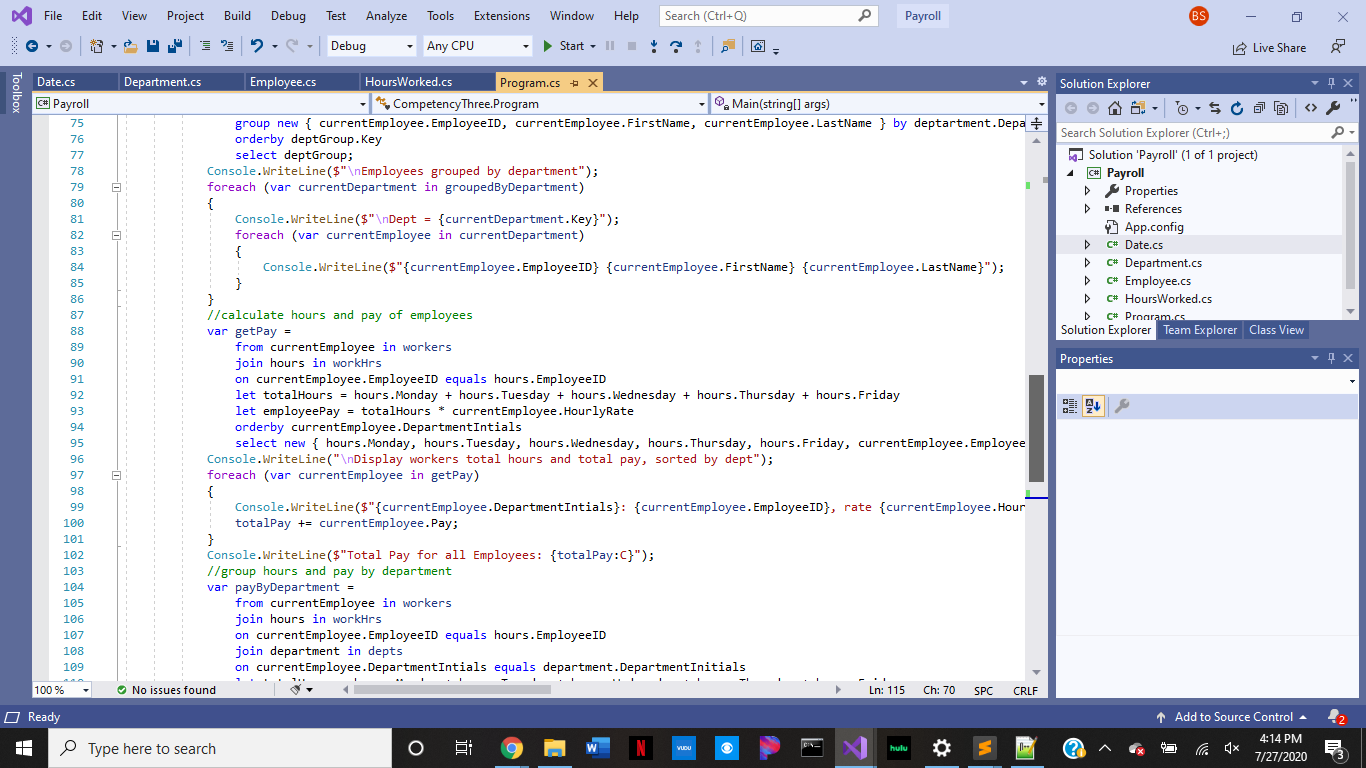 File Edit View Project Build Debug Test Analyze Tools Extensions Window Help Search (Ctrl+Q) Payroll BS
Debug Any CPU Start Live Share
Toolbox
Date.cs Department.cs Employee.cs HoursWorked.cs Program.cs
C# Payroll CompetencyThree.Program Main(string[] args)
75 group new { currentEmployee.EmployeeID, currentEmployee.FirstName, currentEmployee.LastName } by deptartment.Depa
76 orderby deptGroup.Key
77 select deptGroup;
78 Console.WriteLine($"\nEmployees grouped by department");
79 foreach (var currentDepartment in groupedByDepartment)
80 {
81 Console.WriteLine($"\nDept = {currentDepartment.Key}");
82 foreach (var currentEmployee in currentDepartment)
83 {
84 Console.WriteLine($"{currentEmployee.EmployeeID} {currentEmployee.FirstName} {currentEmployee.LastName}");
85 }
86 }
87 //calculate hours and pay of employees
88 var getPay =
89 from currentEmployee in workers
90 join hours in workHrs
91 on currentEmployee.EmployeeID equals hours.EmployeeID
92 let totalHours = hours.Monday + hours.Tuesday + hours.Wednesday + hours.Thursday + hours.Friday
93 let employeePay = totalHours * currentEmployee.HourlyRate
94 orderby currentEmployee.DepartmentIntials
95 select new { hours.Monday, hours.Tuesday, hours.Wednesday, hours.Thursday, hours.Friday, currentEmployee.Employee
96 Console.WriteLine("\nDisplay workers total hours and total pay, sorted by dept");
97 foreach (var currentEmployee in getPay)
98 {
99 Console.WriteLine($"{currentEmployee.DepartmentIntials}: {currentEmployee.EmployeeID}, rate {currentEmployee.Hour
100 totalPay += currentEmployee.Pay;
101 }
102 Console.WriteLine($"Total Pay for all Employees: {totalPay:C}");
103 //group hours and pay by department
104 var payByDepartment =
105 from currentEmployee in workers
106 join hours in workHrs
107 on currentEmployee.EmployeeID equals hours.EmployeeID
108 join department in depts
109 on currentEmployee.DepartmentIntials equals department.DepartmentInitials
100 % No issues found Ln: 115 Ch: 70 SPC CRLF
Solution Explorer
Search Solution Explorer (Ctrl+;)
Solution 'Payroll' (1 of 1 project)
C# Payroll
Properties
References
App.config
C# Date.cs
C# Department.cs
C# Employee.cs
C# HoursWorked.cs
C# Program.cs
Solution Explorer Team Explorer Class View
Properties
Ready Add to Source Control 2
Type here to search VUDU hulu 4:14 PM
7/27/2020 3